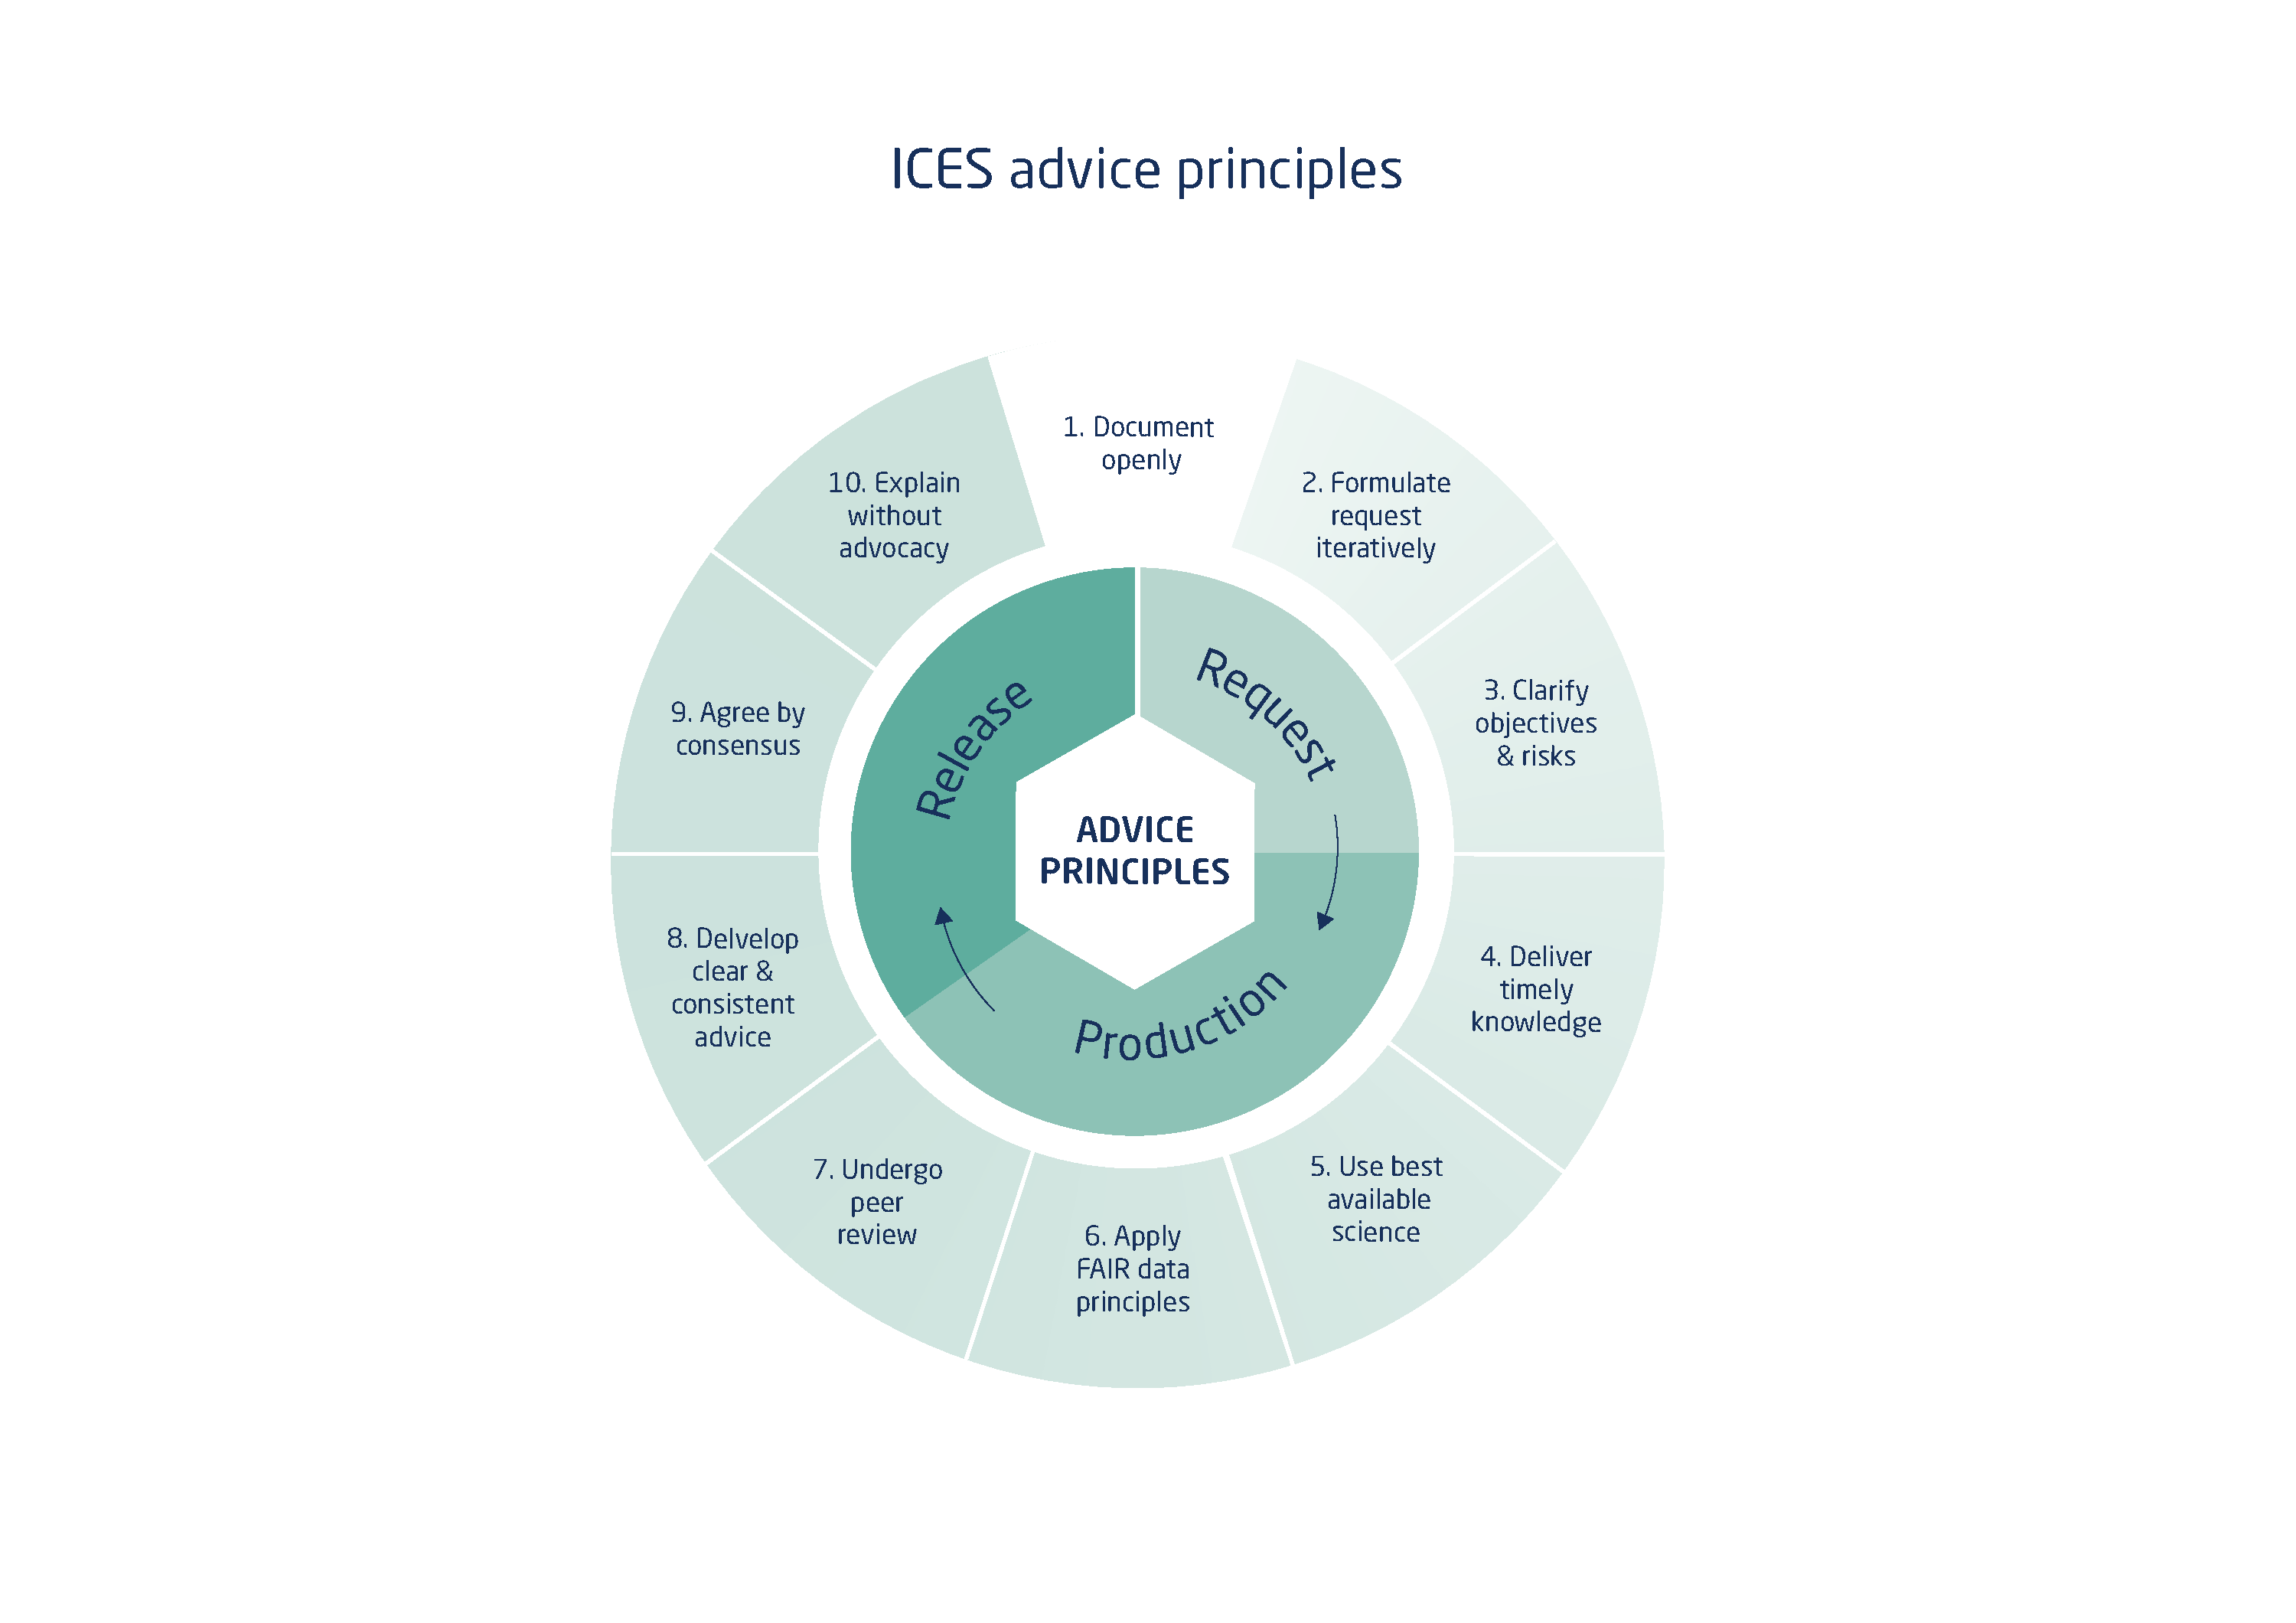 ICES advice principles
1. Document
openly
2. Formulate
request
iteratively
3. Clarify
objectives
& risks
4. Deliver
timely
knowledge
5. Use best
available
science
6. Apply
FAIR data
principles
7. Undergo
peer
review
8. Delvelop
clear &
consistent
advice
9. Agree by
consensus
10. Explain
without
advocacy
Request
Production
Release
ADVICE
PRINCIPLES